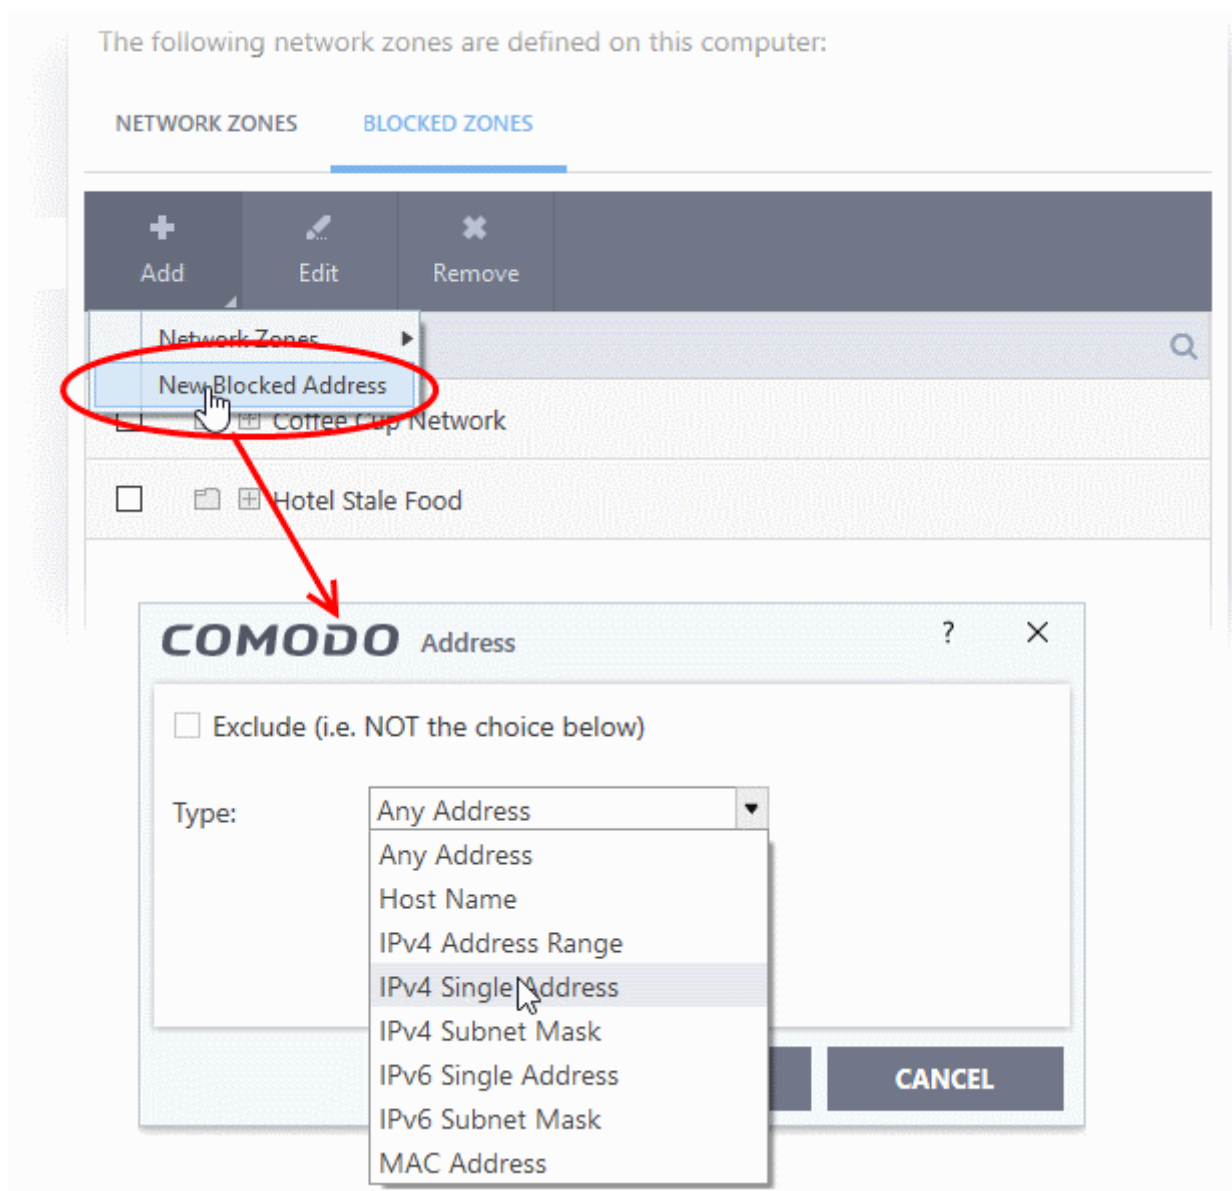 The following network zones are defined on this computer:
NETWORK ZONES BLOCKED ZONES
Add Edit Remove
Network Zones
New Blocked Address
Coffee Cup Network
Hotel Stale Food
COMODO Address ?
Exclude (i.e. NOT the choice below)
Type: Any Address
Any Address
Host Name
IPv4 Address Range
IPv4 Single Address
IPv4 Subnet Mask
IPv6 Single Address
CANCEL
IPv6 Subnet Mask
MAC Address